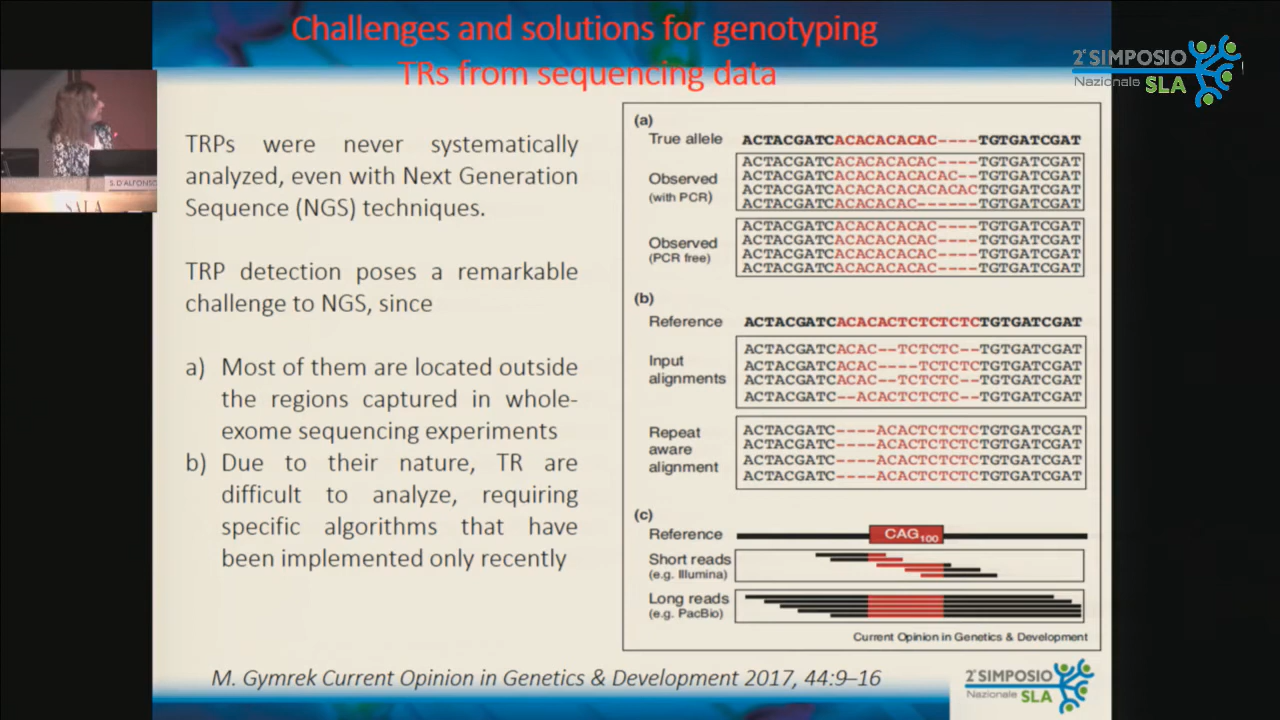 Challenges and solutions for genotyping
TRs from sequencing data
2° SIMPOSIO
Nazionale SLA
S. D'ALFONSO
SALA
TRPs were never systematically
analyzed, even with Next Generation
Sequence (NGS) techniques.
TRP detection poses a remarkable
challenge to NGS, since
a) Most of them are located outside
the regions captured in whole-
exome sequencing experiments
b) Due to their nature, TR are
difficult to analyze, requiring
specific algorithms that have
been implemented only recently
(a)
True allele ACTACGATCACACACACAC----TGTGATCGAT
Observed
(with PCR)
ACTACGATCACACACACAC----TGTGATCGAT
ACTACGATCACACACACACAC--TGTGATCGAT
ACTACGATCACACACACACACACTGTGATCGAT
ACTACGATCACACACAC------TGTGATCGAT
Observed
(PCR free)
ACTACGATCACACACACAC----TGTGATCGAT
ACTACGATCACACACACAC----TGTGATCGAT
ACTACGATCACACACACAC----TGTGATCGAT
ACTACGATCACACACACAC----TGTGATCGAT
(b)
Reference ACTACGATCACACACTCTCTCTCTGTGATCGAT
Input
alignments
ACTACGATCACAC--TCTCTC--TGTGATCGAT
ACTACGATCACAC----TCTCTCTGTGATCGAT
ACTACGATCACAC--TCTCTC--TGTGATCGAT
ACTACGATC--ACACTCTCTC--TGTGATCGAT
Repeat
aware
alignment
ACTACGATC----ACACTCTCTCTGTGATCGAT
ACTACGATC----ACACTCTCTCTGTGATCGAT
ACTACGATC----ACACTCTCTCTGTGATCGAT
ACTACGATC----ACACTCTCTCTGTGATCGAT
(c)
Reference CAG100
Short reads
(e.g. Illumina)
Long reads
(e.g. PacBio)
Current Opinion in Genetics & Development
M. Gymrek Current Opinion in Genetics & Development 2017, 44:9–16
2° SIMPOSIO
Nazionale SLA